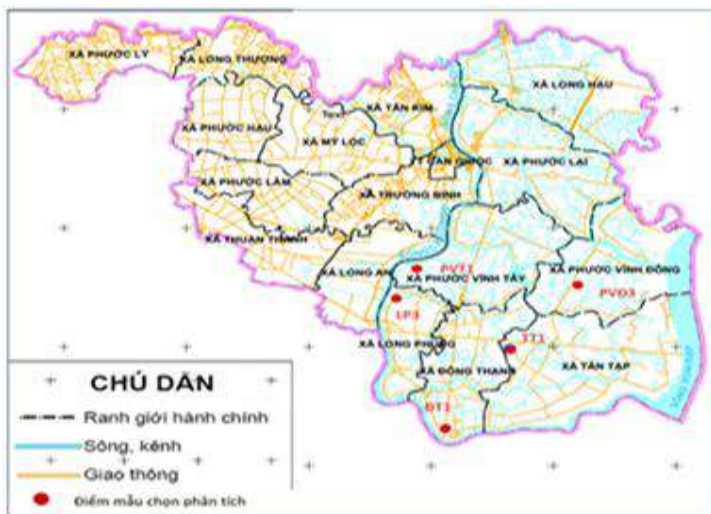 XÃ PHƯỚC LÝ
XÃ LONG THƯỢNG
XÃ LONG HẬU
XÃ TÂN KIM
XÃ PHƯỚC HẬU
XÃ MỸ LỘC
TT CẦN GIUỘC
XÃ PHƯỚC LẠI
XÃ PHƯỚC LÂM
XÃ TRƯỜNG BÌNH
XÃ THUẬN THÀNH
XÃ LONG AN
PVT1
XÃ PHƯỚC VĨNH TÂY
XÃ PHƯỚC VĨNH ĐÔNG
PVĐ3
LP3
XÃ LONG PHỤNG
TT1
XÃ ĐÔNG THẠNH
XÃ TÂN TẬP
ĐT1
CHÚ DẪN
Ranh giới hành chính
Sông, kênh
Giao thông
Điểm mẫu chọn phân tích